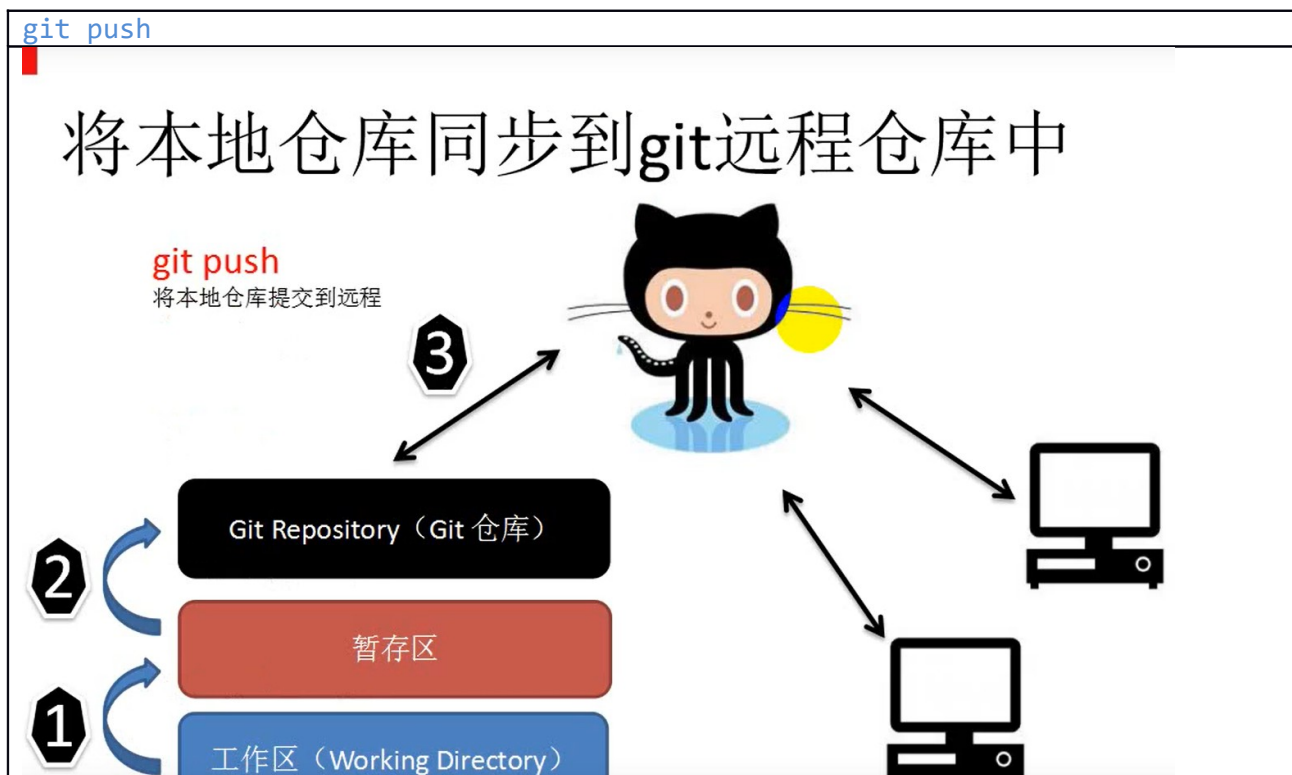 git push
将本地仓库同步到git远程仓库中
git push
将本地仓库提交到远程
3
Git Repository（Git 仓库）
2
暂存区
1
工作区（Working Directory）